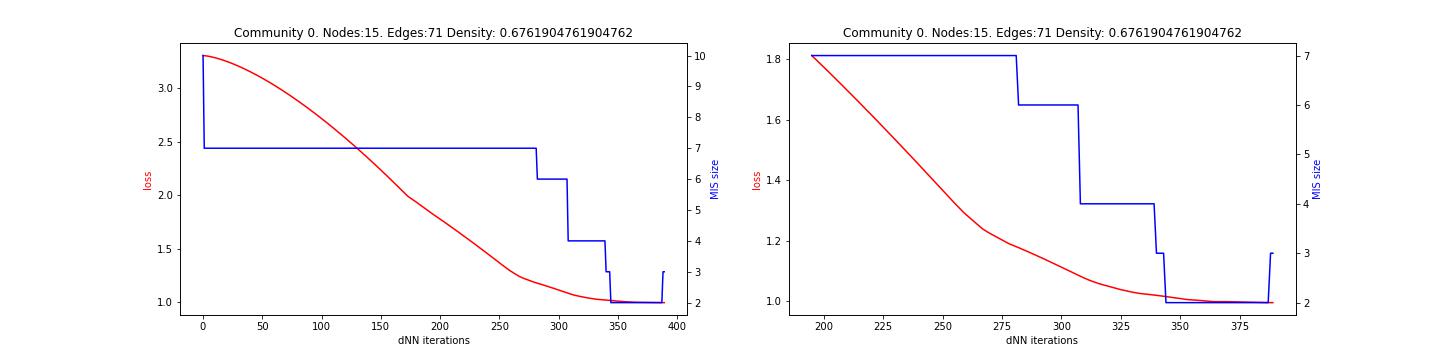 Community 0. Nodes:15. Edges:71 Density: 0.6761904761904762
3.0
2.5
2.0
1.5
1.0
loss
10
9
8
7
6
5
4
3
2
MIS size
0 50 100 150 200 250 300 350 400
dNN iterations
Community 0. Nodes:15. Edges:71 Density: 0.6761904761904762
1.8
1.6
1.4
1.2
1.0
loss
7
6
5
4
3
2
MIS size
200 225 250 275 300 325 350 375
dNN iterations